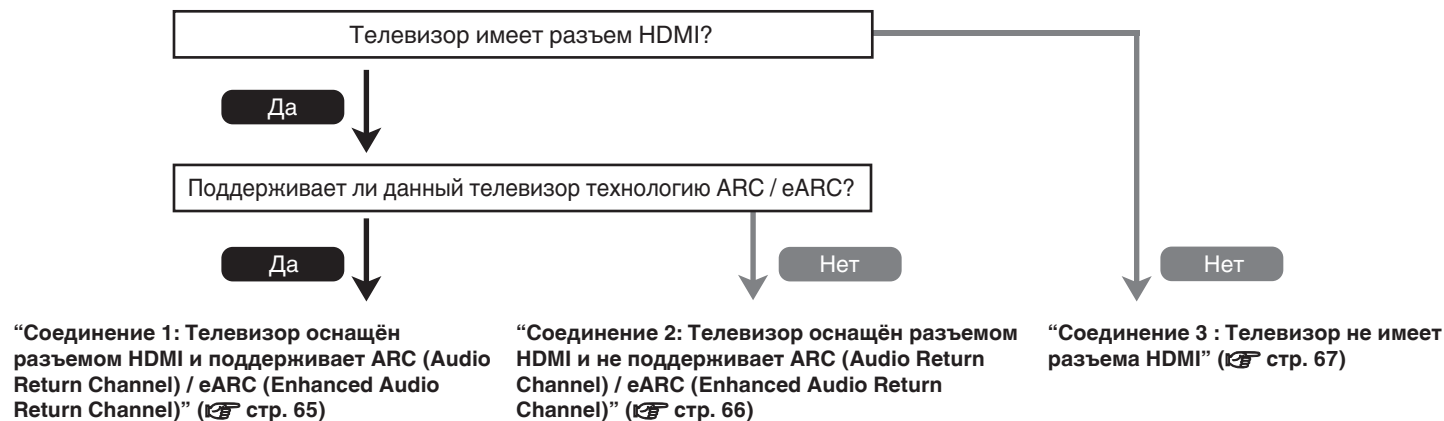 Телевизор имеет разъем HDMI?
Да
Поддерживает ли данный телевизор технологию ARC / eARC?
Да
Нет
Нет
“Соединение 1: Телевизор оснащён
разъемом HDMI и поддерживает ARC (Audio
Return Channel) / eARC (Enhanced Audio
Return Channel)” (☞ стр. 65)
“Соединение 2: Телевизор оснащён разъемом
HDMI и не поддерживает ARC (Audio Return
Channel) / eARC (Enhanced Audio Return
Channel)” (☞ стр. 66)
“Соединение 3 : Телевизор не имеет
разъема HDMI” (☞ стр. 67)